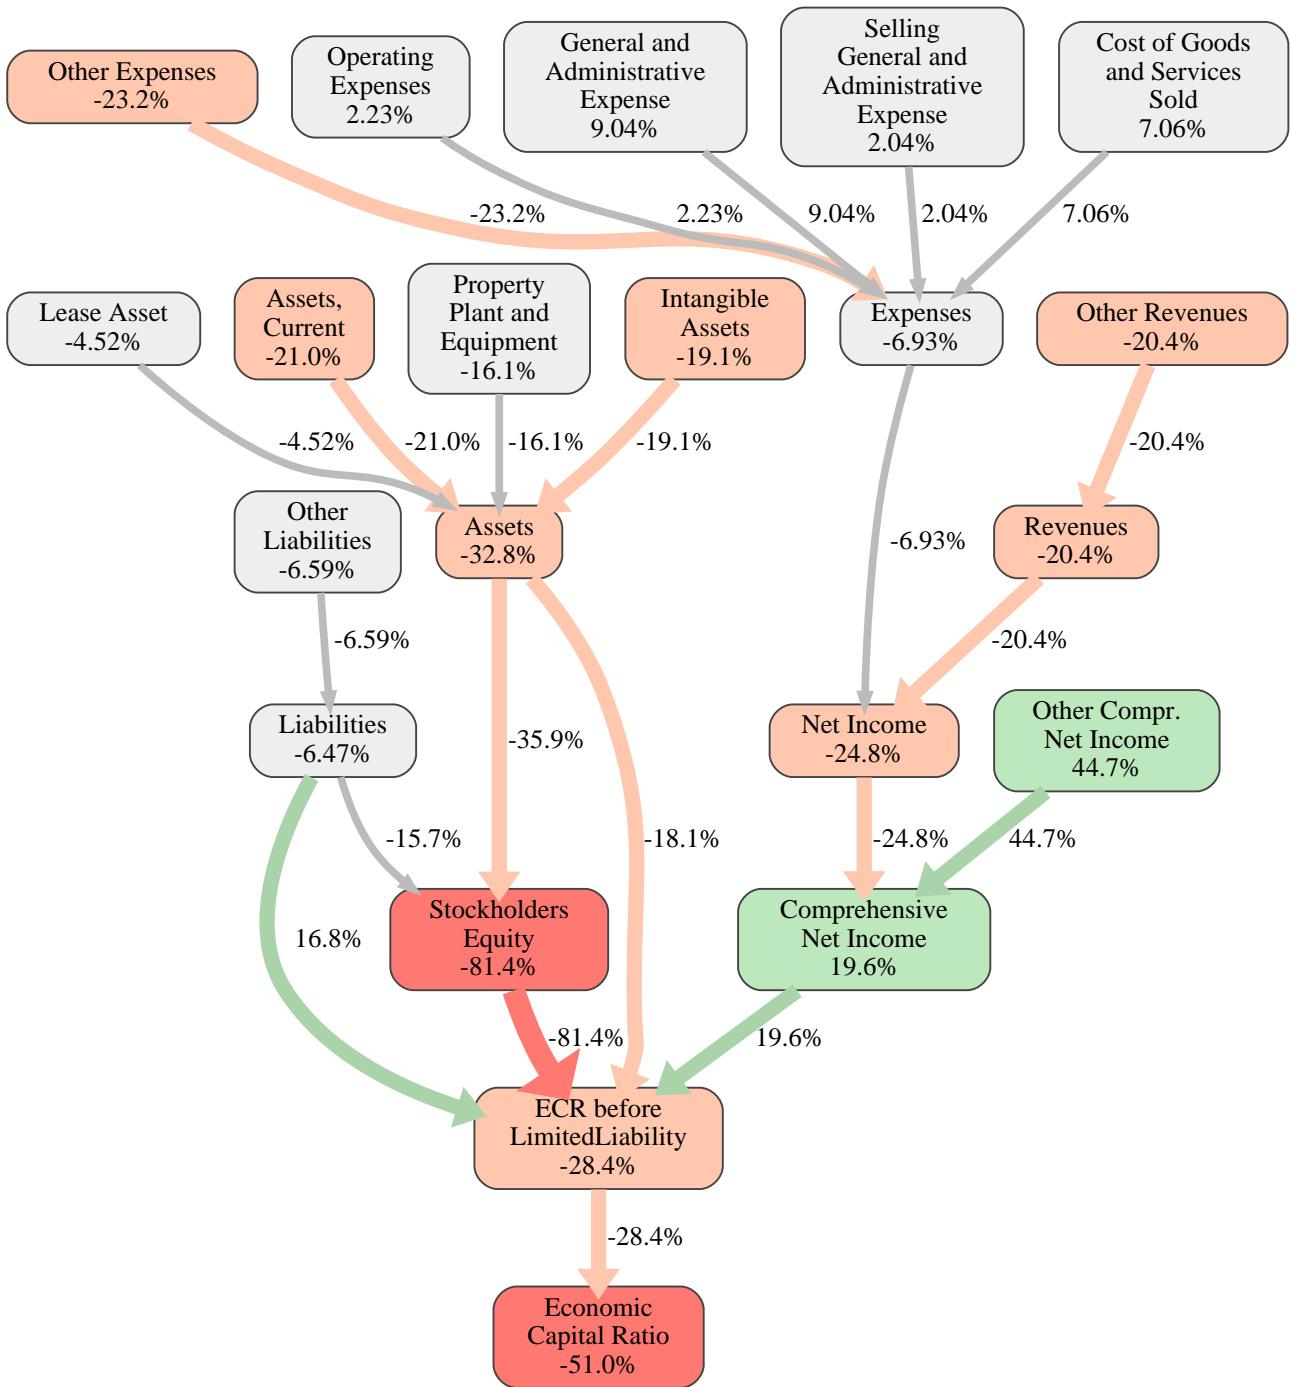 Other Expenses
-23.2%
Operating
Expenses
2.23%
General and
Administrative
Expense
9.04%
Selling
General and
Administrative
Expense
2.04%
Cost of Goods
and Services
Sold
7.06%
-23.2%
2.23%
9.04%
2.04%
7.06%
Lease Asset
-4.52%
Assets,
Current
-21.0%
Property
Plant and
Equipment
-16.1%
Intangible
Assets
-19.1%
Expenses
-6.93%
Other Revenues
-20.4%
-4.52%
-21.0%
-16.1%
-19.1%
-20.4%
Other
Liabilities
-6.59%
Assets
-32.8%
-6.93%
Revenues
-20.4%
-6.59%
-20.4%
Liabilities
-6.47%
-35.9%
Net Income
-24.8%
Other Compr.
Net Income
44.7%
-15.7%
-18.1%
-24.8%
44.7%
16.8%
Stockholders
Equity
-81.4%
Comprehensive
Net Income
19.6%
-81.4%
19.6%
ECR before
LimitedLiability
-28.4%
-28.4%
Economic
Capital Ratio
-51.0%